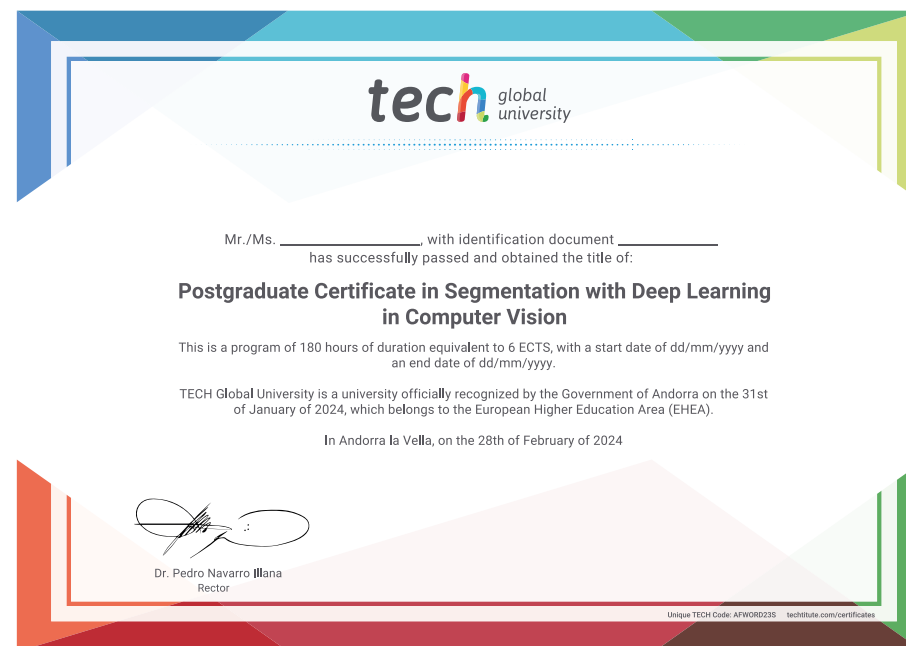 tech global
university
Mr./Ms. ____________, with identification document ____________
has successfully passed and obtained the title of:
Postgraduate Certificate in Segmentation with Deep Learning
in Computer Vision
This is a program of 180 hours of duration equivalent to 6 ECTS, with a start date of dd/mm/yyyy and
an end date of dd/mm/yyyy.
TECH Global University is a university officially recognized by the Government of Andorra on the 31st
of January of 2024, which belongs to the European Higher Education Area (EHEA).
In Andorra la Vella, on the 28th of February of 2024
Dr. Pedro Navarro Illana
Rector
Unique TECH Code: AFWORD23S techtitute.com/certificates